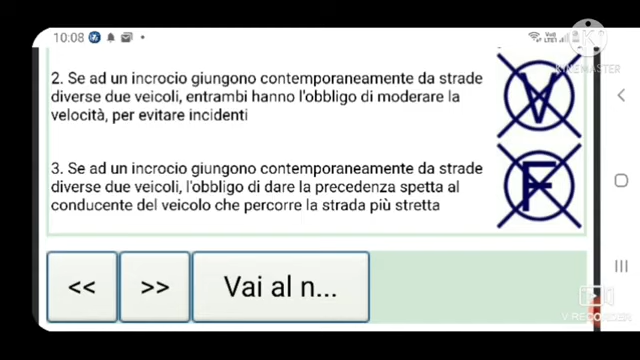 10:08
KINEMASTER
2. Se ad un incrocio giungono contemporaneamente da strade
diverse due veicoli, entrambi hanno l'obbligo di moderare la
velocità, per evitare incidenti
V
3. Se ad un incrocio giungono contemporaneamente da strade
diverse due veicoli, l'obbligo di dare la precedenza spetta al
conducente del veicolo che percorre la strada più stretta
F
<< >> Vai al n...
V RECORDER